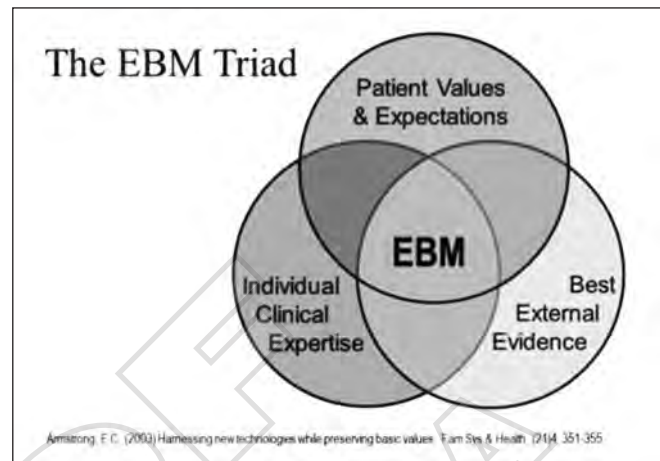 The EBM Triad
Patient Values
& Expectations
EBM
Individual
Clinical
Expertise
Best
External
Evidence
Armstrong, E.C. (2003) Harnessing new technologies while preserving basic values. Fam Sys & Health (21)4, 351-355